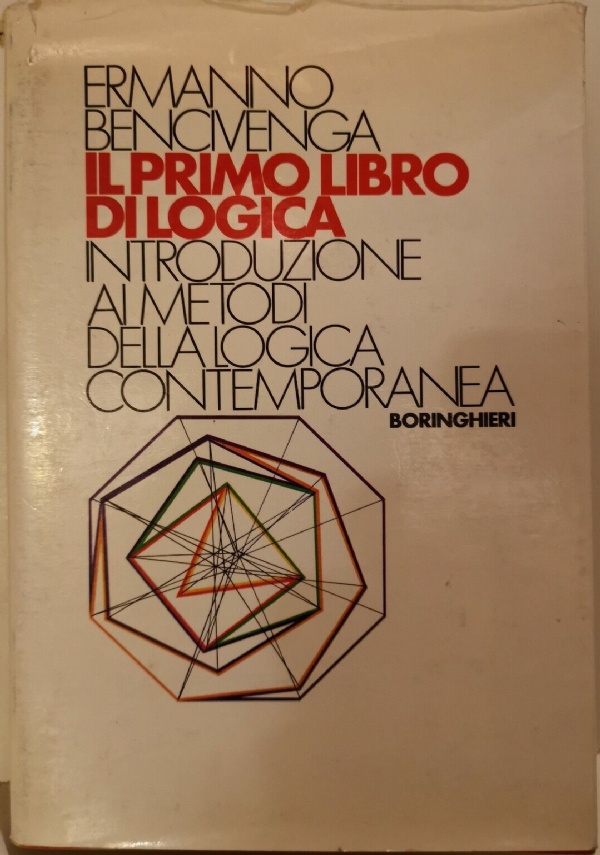 ERMANNO
BENCIVENGA
IL PRIMO LIBRO
DI LOGICA
INTRODUZIONE
AI METODI
DELLA LOGICA
CONTEMPORANEA
BORINGHIERI